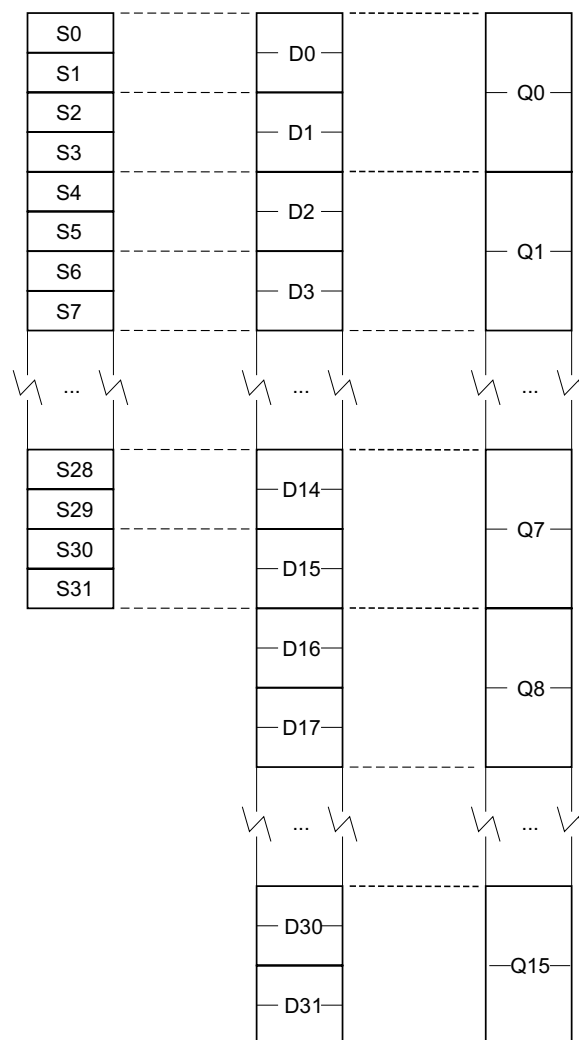 S0
S1
S2
S3
S4
S5
S6
S7
...
S28
S29
S30
S31
D0
D1
D2
D3
...
D14
D15
D16
D17
...
D30
D31
Q0
Q1
...
Q7
Q8
...
Q15